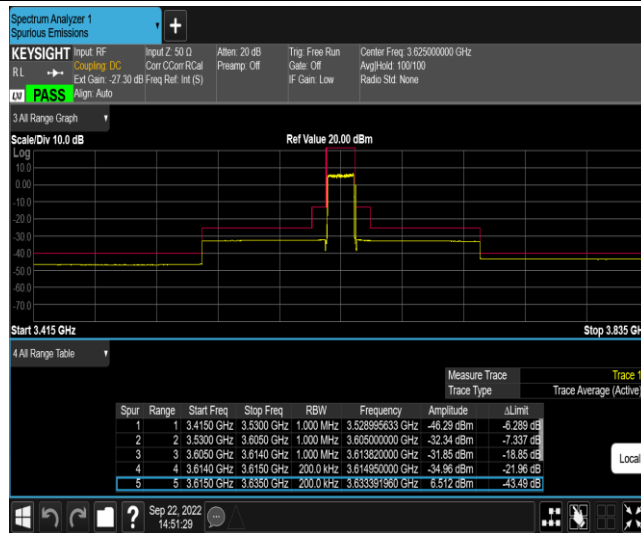 Spectrum Analyzer 1
Spurious Emissions
+
KEYSIGHT Input: RF Input Z: 50 Ω Atten: 20 dB Trig: Free Run Center Freq: 3.625000000 GHz
RL Coupling: DC Corr CCorr RCal Preamp: Off Gate: Off Avg|Hold: 100/100
Ext Gain: -27.30 dB Freq Ref: Int (S) IF Gain: Low Radio Std: None
LXI PASS Align: Auto
3 All Range Graph
Scale/Div 10.0 dB Ref Value 20.00 dBm
Log
10.0
0.00
-10.0
-20.0
-30.0
-40.0
-50.0
-60.0
-70.0
Start 3.415 GHz Stop 3.835 GH
4 All Range Table
Measure Trace Trace 1
Trace Type Trace Average (Active)
Spur Range Start Freq Stop Freq RBW Frequency Amplitude ΔLimit
1 1 3.4150 GHz 3.5300 GHz 1.000 MHz 3.528995633 GHz -46.29 dBm -6.289 dB
2 2 3.5300 GHz 3.6050 GHz 1.000 MHz 3.605000000 GHz -32.34 dBm -7.337 dB
3 3 3.6050 GHz 3.6140 GHz 1.000 MHz 3.613820000 GHz -31.85 dBm -18.85 dB
4 4 3.6140 GHz 3.6150 GHz 200.0 kHz 3.614950000 GHz -34.96 dBm -21.96 dB
5 5 3.6150 GHz 3.6350 GHz 200.0 kHz 3.633391960 GHz 6.512 dBm -43.49 dB
Local
? Sep 22, 2022
14:51:29